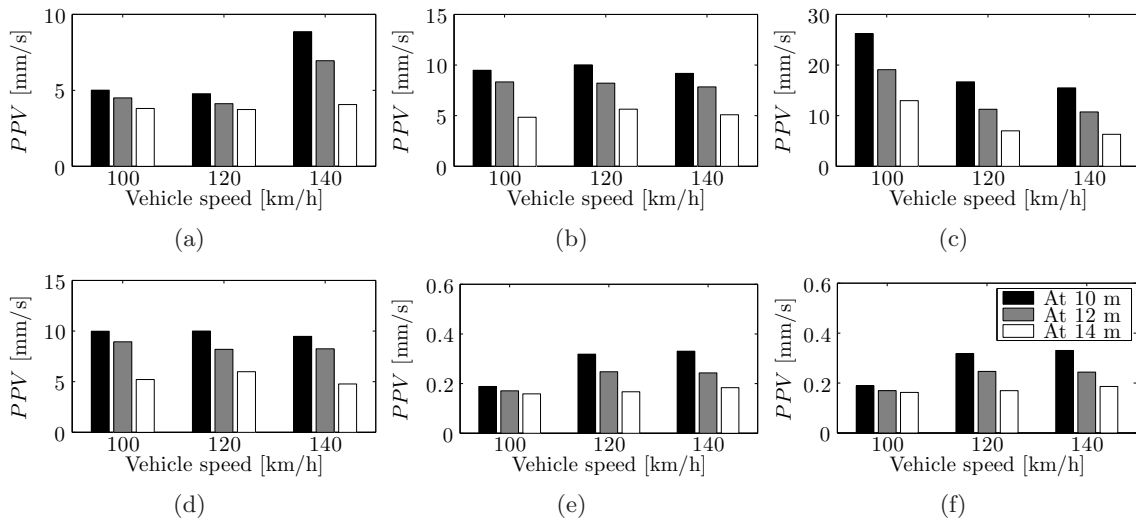 10
5
0
PPV [mm/s]
100 120 140
Vehicle speed [km/h]
(a)
15
10
5
0
PPV [mm/s]
100 120 140
Vehicle speed [km/h]
(b)
30
20
10
0
PPV [mm/s]
100 120 140
Vehicle speed [km/h]
(c)
15
10
5
0
PPV [mm/s]
100 120 140
Vehicle speed [km/h]
(d)
0.6
0.4
0.2
0
PPV [mm/s]
100 120 140
Vehicle speed [km/h]
(e)
0.6
0.4
0.2
0
PPV [mm/s]
At 10 m
At 12 m
At 14 m
100 120 140
Vehicle speed [km/h]
(f)